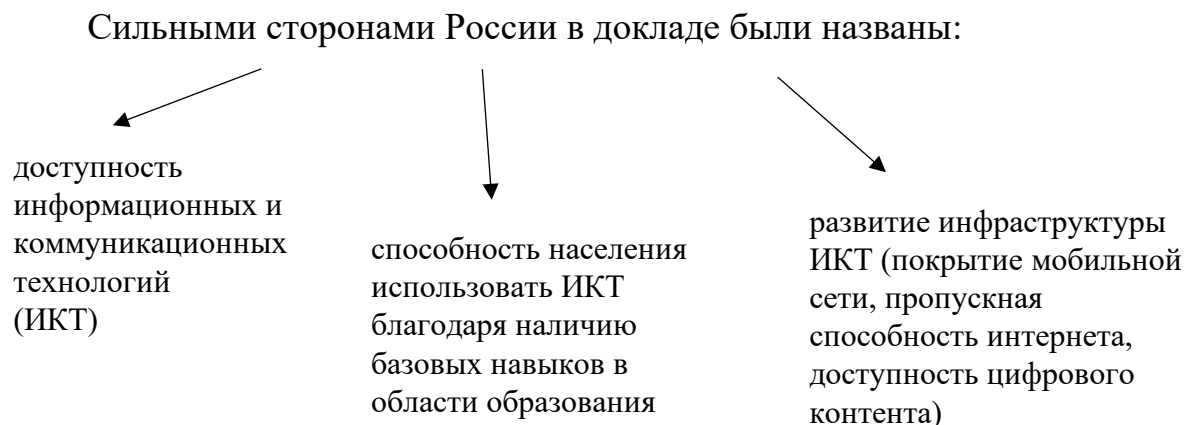 Сильными сторонами России в докладе были названы:
доступность
информационных и
коммуникационных
технологий
(ИКТ)
способность населения
использовать ИКТ
благодаря наличию
базовых навыков в
области образования
развитие инфраструктуры
ИКТ (покрытие мобильной
сети, пропускная
способность интернета,
доступность цифрового
контента)